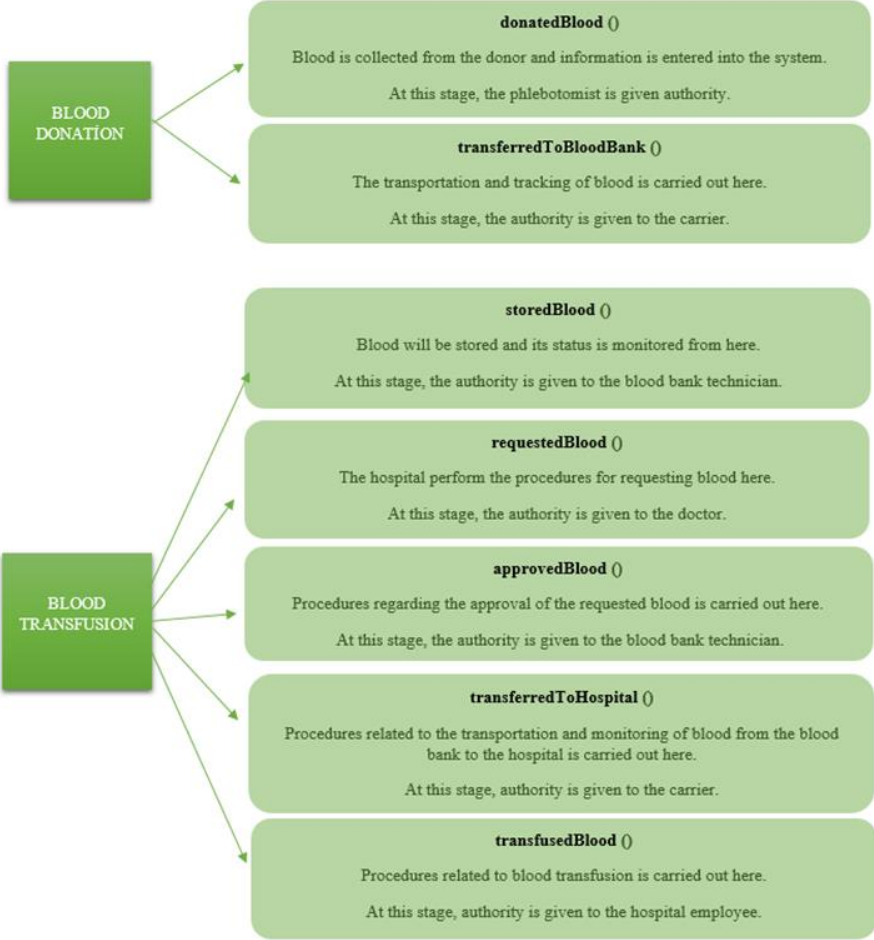 BLOOD
DONATİON
donatedBlood ()
Blood is collected from the donor and information is entered into the system.
At this stage, the phlebotomist is given authority.
transferredToBloodBank ()
The transportation and tracking of blood is carried out here.
At this stage, the authority is given to the carrier.
BLOOD
TRANSFUSION
storedBlood ()
Blood will be stored and its status is monitored from here.
At this stage, the authority is given to the blood bank technician.
requestedBlood ()
The hospital perform the procedures for requesting blood here.
At this stage, the authority is given to the doctor.
approvedBlood ()
Procedures regarding the approval of the requested blood is carried out here.
At this stage, the authority is given to the blood bank technician.
transferredToHospital ()
Procedures related to the transportation and monitoring of blood from the blood
bank to the hospital is carried out here.
At this stage, authority is given to the carrier.
transfusedBlood ()
Procedures related to blood transfusion is carried out here.
At this stage, authority is given to the hospital employee.